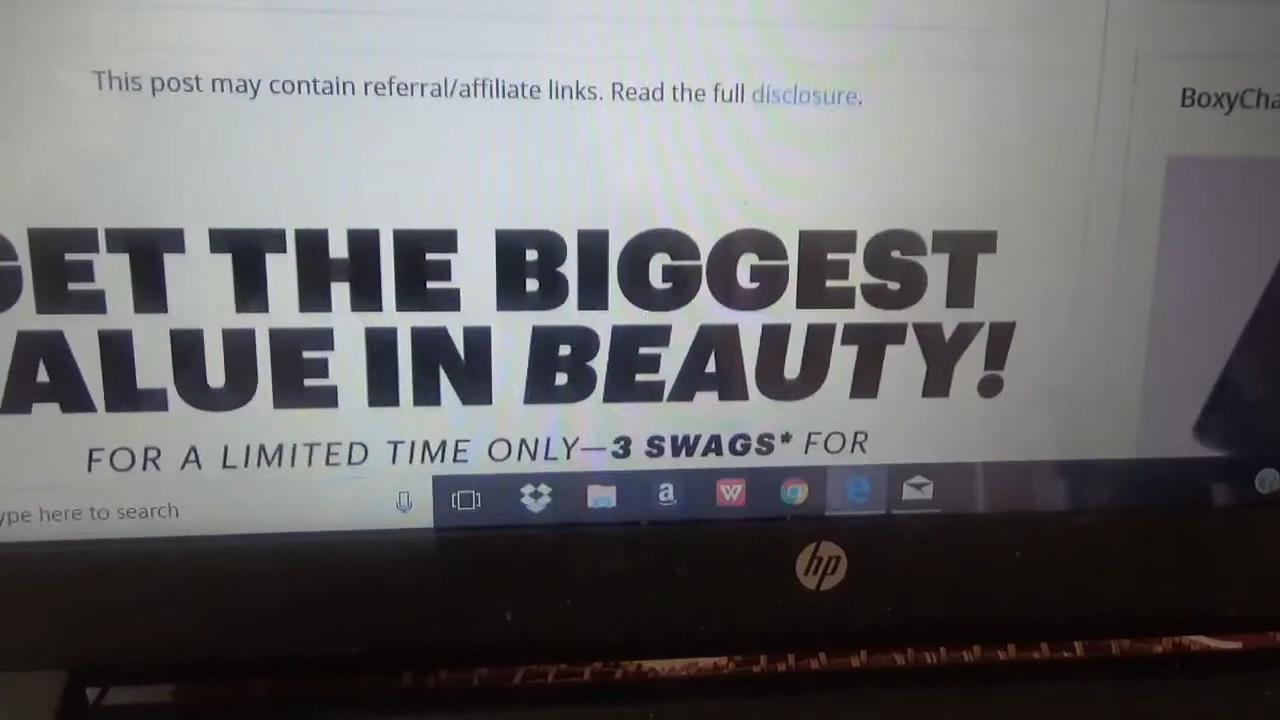 This post may contain referral/affiliate links. Read the full disclosure.
BoxyCha
GET THE BIGGEST
ALUE IN BEAUTY!
FOR A LIMITED TIME ONLY—3 SWAGS* FOR
ype here to search
hp